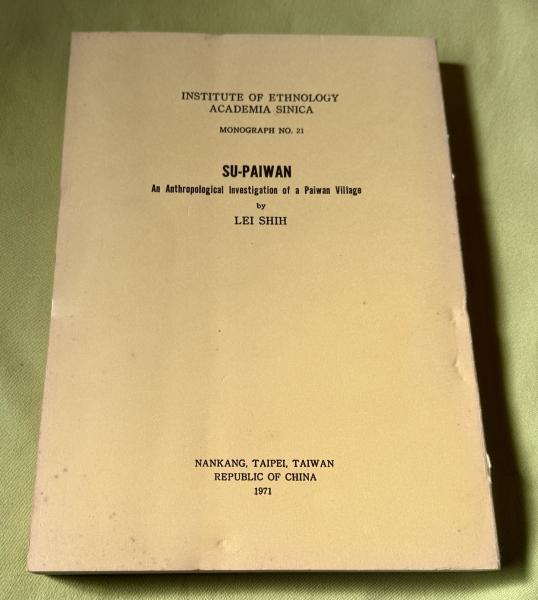 INSTITUTE OF ETHNOLOGY
ACADEMIA SINICA
MONOGRAPH NO. 21
SU-PAIWAN
An Anthropological Investigation of a Paiwan Village
by
LEI SHIH
NANKANG, TAIPEI, TAIWAN
REPUBLIC OF CHINA
1971